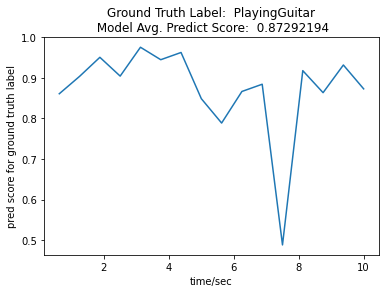 Ground Truth Label:  PlayingGuitar
Model Avg. Predict Score:  0.87292194
1.0
0.9
0.8
0.7
0.6
0.5
pred score for ground truth label
2 4 6 8 10
time/sec